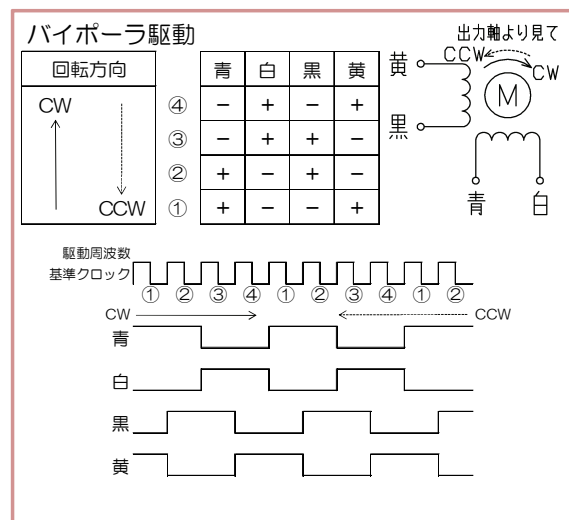 バイポーラ駆動
回転方向
CW
CCW
青 白 黒 黄
④ − + − +
③ − + + −
② + − + −
① + − − +
出力軸より見て
CCW
CW
黄
黒
M
青 白
駆動周波数
基準クロック
① ② ③ ④ ① ② ③ ④ ① ②
CW CCW
青
白
黒
黄